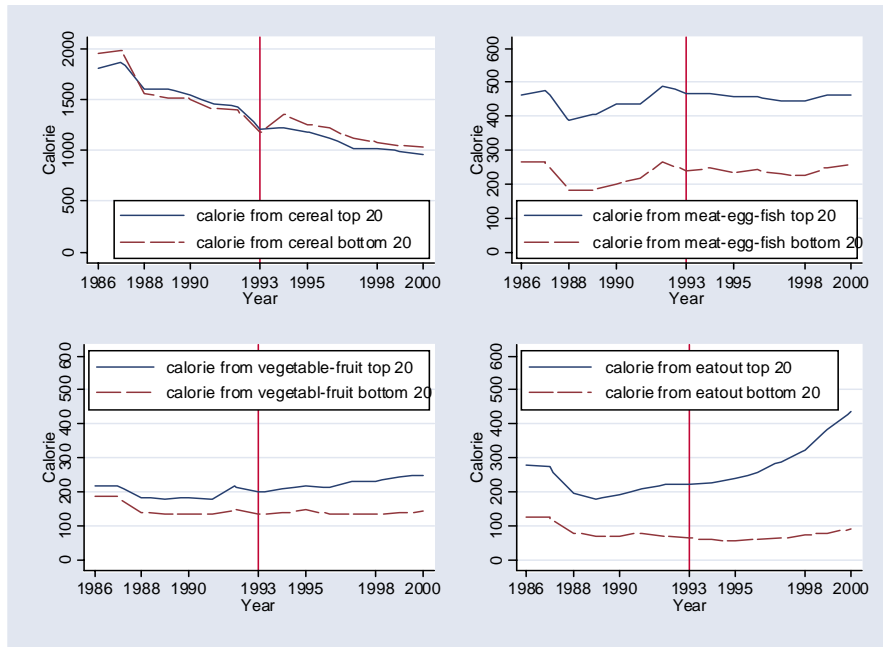 2000
1500
1000
500
0
Calorie
calorie from cereal top 20
calorie from cereal bottom 20
1986 1988 1990 1993 1995 1998 2000
Year
600
500
400
300
200
100
0
Calorie
calorie from meat-egg-fish top 20
calorie from meat-egg-fish bottom 20
1986 1988 1990 1993 1995 1998 2000
Year
600
500
400
300
200
100
0
Calorie
calorie from vegetable-fruit top 20
calorie from vegetabl-fruit bottom 20
1986 1988 1990 1993 1995 1998 2000
Year
600
500
400
300
200
100
0
Calorie
calorie from eatout top 20
calorie from eatout bottom 20
1986 1988 1990 1993 1995 1998 2000
Year